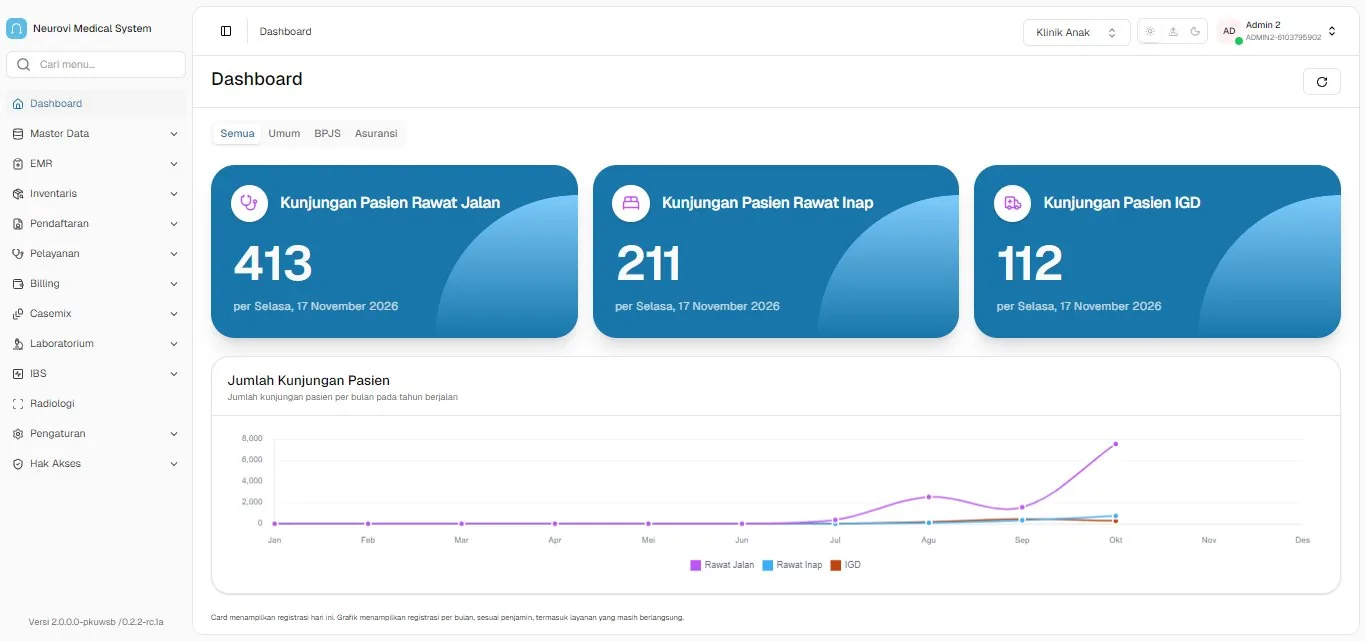 Neurovi Medical System
Cari menu...
Dashboard
Master Data
EMR
Inventaris
Pendaftaran
Pelayanan
Billing
Casemix
Laboratorium
IBS
Radiologi
Pengaturan
Hak Akses
Versi 2.0.0.0-pkuwsb /0.2.2-rc.1a
Dashboard
Klinik Anak
AD
Admin 2
ADMIN2-6103795902
Dashboard
Semua Umum BPJS Asuransi
Kunjungan Pasien Rawat Jalan
413
per Selasa, 17 November 2026
Kunjungan Pasien Rawat Inap
211
per Selasa, 17 November 2026
Kunjungan Pasien IGD
112
per Selasa, 17 November 2026
Jumlah Kunjungan Pasien
Jumlah kunjungan pasien per bulan pada tahun berjalan
8,000
6,000
4,000
2,000
0
Jan Feb Mar Apr Mei Jun Jul Agu Sep Okt Nov Des
Rawat Jalan Rawat Inap IGD
Card menampilkan registrasi hari ini. Grafik menampilkan registrasi per bulan, sesuai penjamin, termasuk layanan yang masih berlangsung.